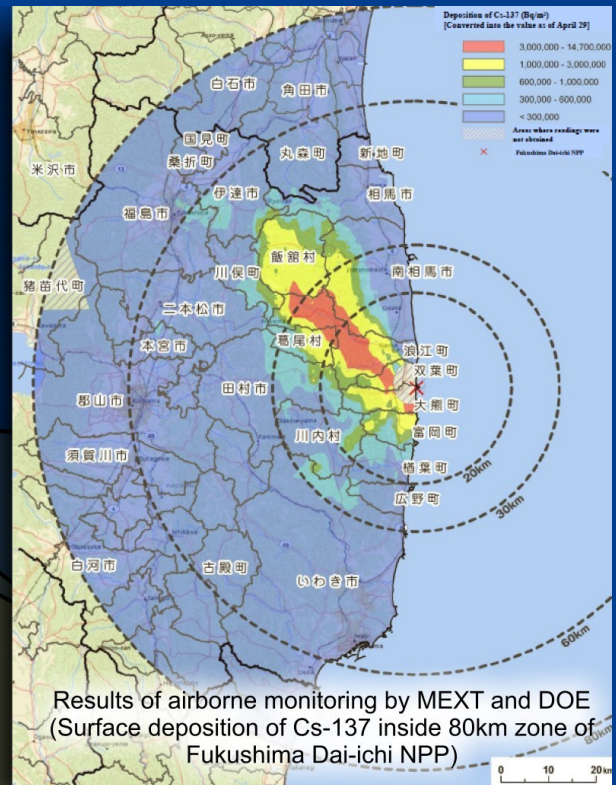 Deposition of Cs-137 (Bq/m²)
[Converted into the value as of April 29]
3,000,000 - 14,700,000
1,000,000 - 3,000,000
600,000 - 1,000,000
300,000 - 600,000
< 300,000
Areas where readings were
not obtained
Fukushima Dai-ichi NPP
白石市
角田市
国見町
丸森町
新地町
桑折町
米沢市
伊達市
相馬市
福島市
飯舘村
川俣町
南相馬市
猪苗代町
二本松市
葛尾村
本宮市
浪江町
双葉町
田村市
郡山市
大熊町
川内村
富岡町
須賀川市
楢葉町
20km
広野町
30km
白河市
古殿町
いわき市
60km
80km
Results of airborne monitoring by MEXT and DOE
(Surface deposition of Cs-137 inside 80km zone of
Fukushima Dai-ichi NPP)
0 10 20 km